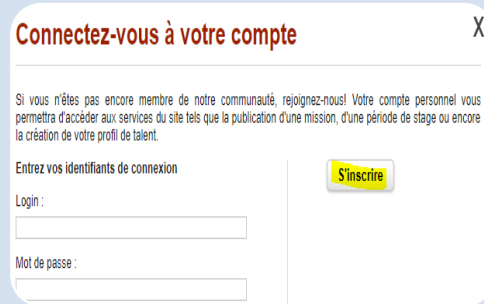 Connectez-vous à votre compte
X
Si vous n'êtes pas encore membre de notre communauté, rejoignez-nous! Votre compte personnel vous
permettra d'accéder aux services du site tels que la publication d'une mission, d'une période de stage ou encore
la création de votre profil de talent.
Entrez vos identifiants de connexion
S'inscrire
Login :
Mot de passe :